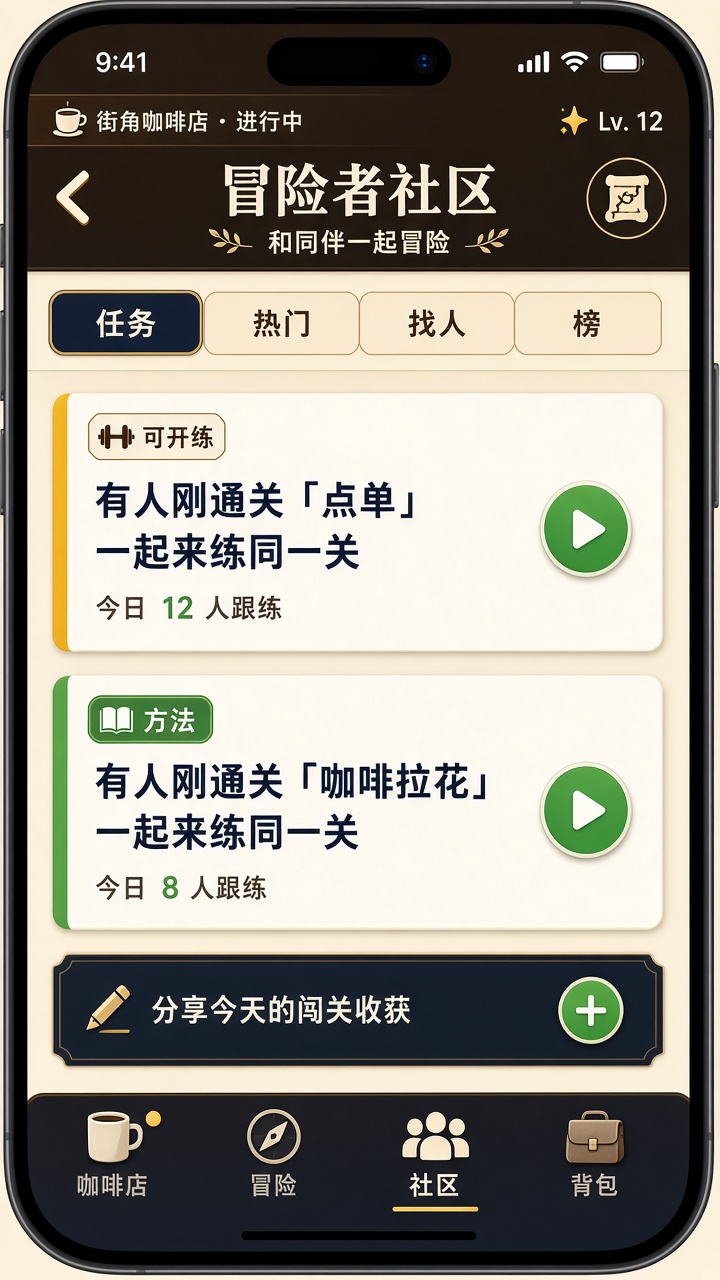 9:41
街角咖啡店・进行中
Lv. 12
冒险者社区
和同伴一起冒险
任务
热门
找人
榜
可开练
有人刚通关「点单」
一起来练同一关
今日 12 人跟练
方法
有人刚通关「咖啡拉花」
一起来练同一关
今日 8 人跟练
分享今天的闯关收获
咖啡店
冒险
社区
背包